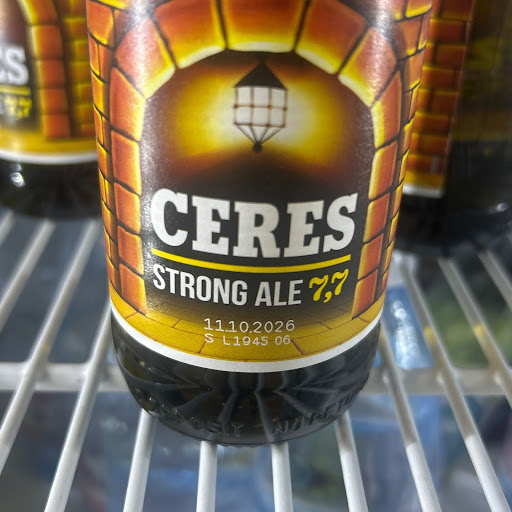 CERES
STRONG ALE 7,7
11.10.2026
S L1945 06